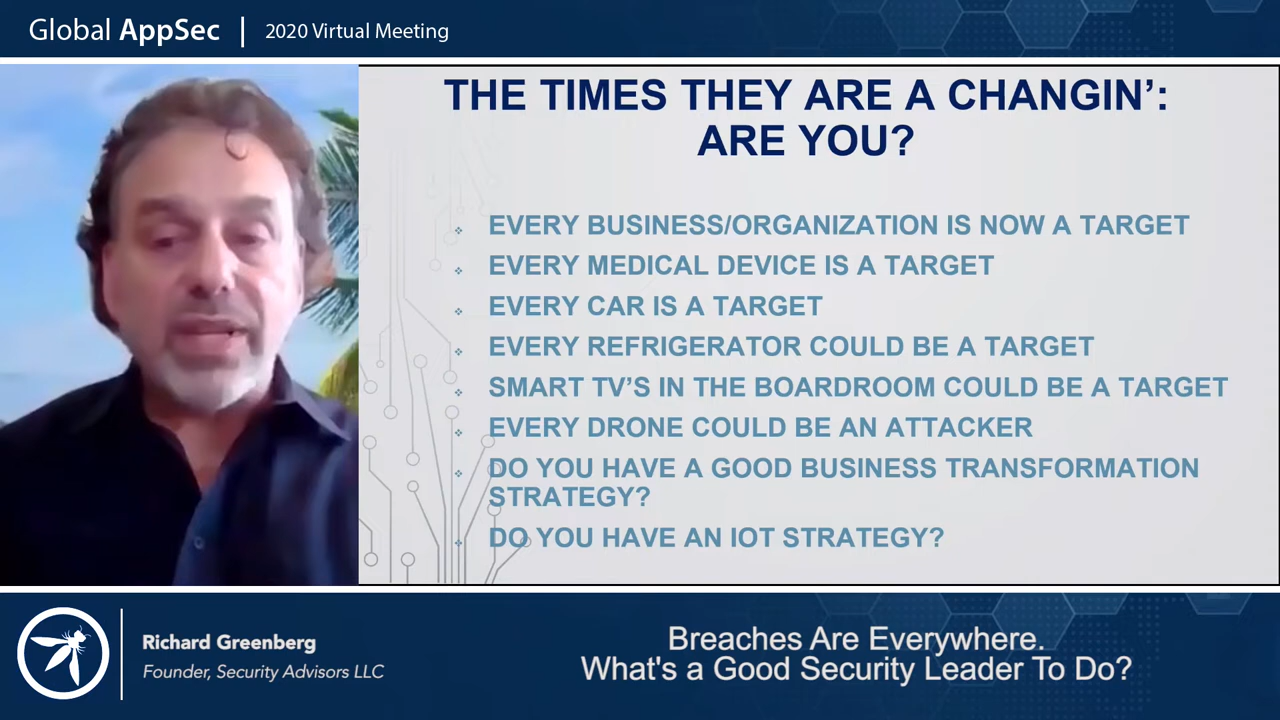 Global AppSec | 2020 Virtual Meeting
THE TIMES THEY ARE A CHANGIN’:
ARE YOU?
EVERY BUSINESS/ORGANIZATION IS NOW A TARGET
EVERY MEDICAL DEVICE IS A TARGET
EVERY CAR IS A TARGET
EVERY REFRIGERATOR COULD BE A TARGET
SMART TV’S IN THE BOARDROOM COULD BE A TARGET
EVERY DRONE COULD BE AN ATTACKER
DO YOU HAVE A GOOD BUSINESS TRANSFORMATION
STRATEGY?
DO YOU HAVE AN IOT STRATEGY?
Richard Greenberg
Founder, Security Advisors LLC
Breaches Are Everywhere.
What's a Good Security Leader To Do?